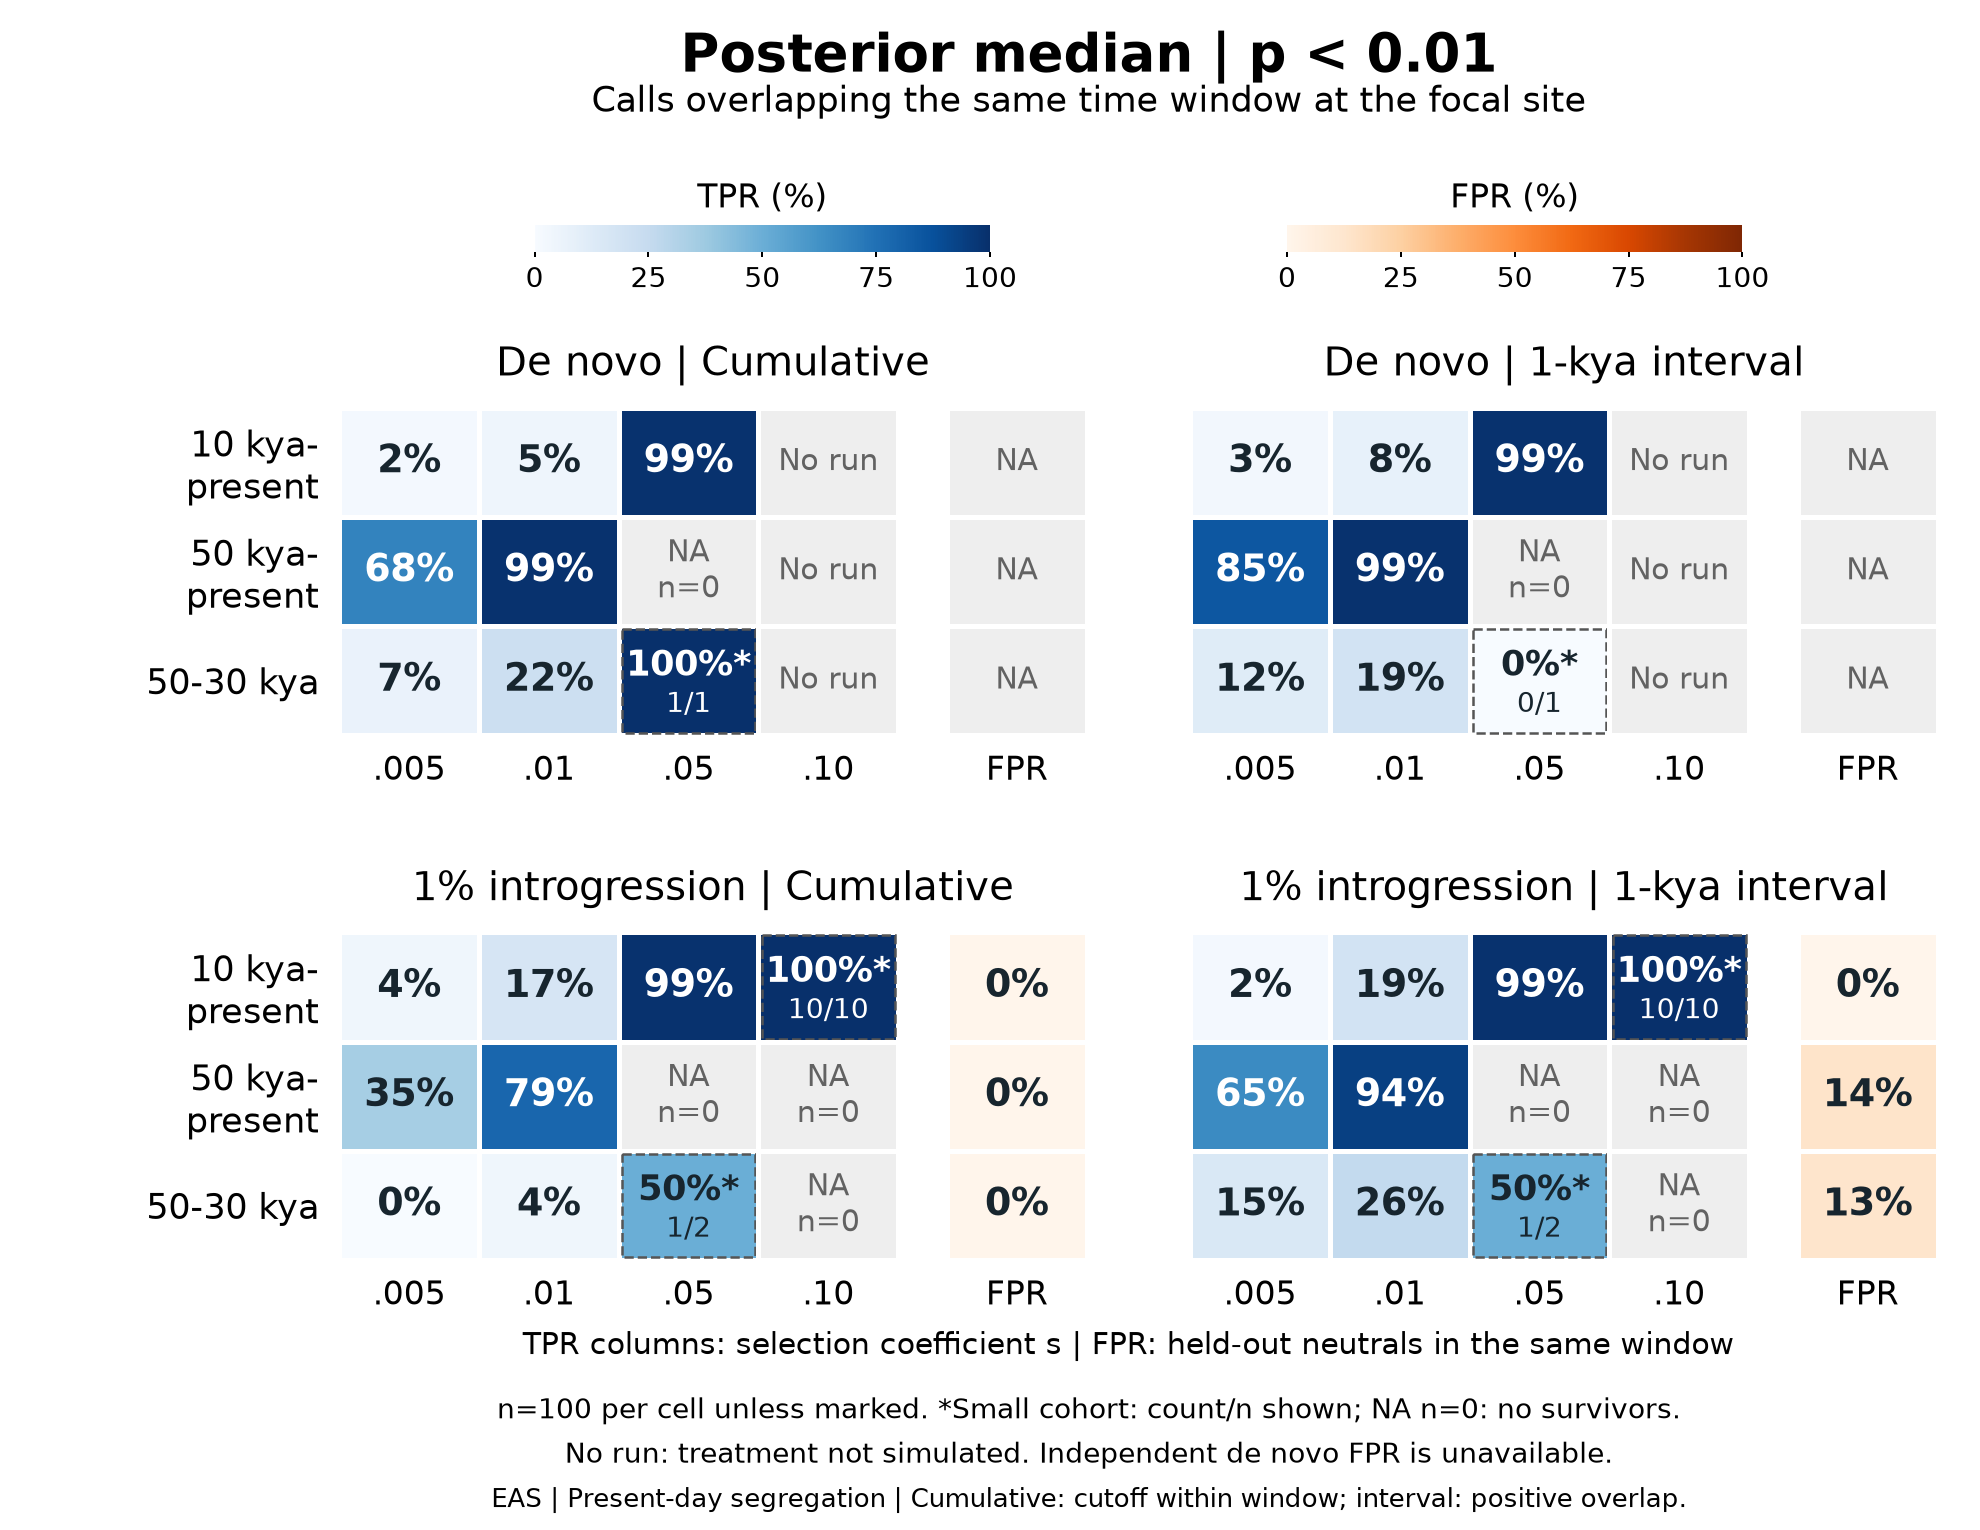 Posterior median | p < 0.01
Calls overlapping the same time window at the focal site
TPR (%)
0 25 50 75 100
FPR (%)
0 25 50 75 100
De novo | Cumulative
10 kya-
present
2% 5% 99% No run NA
50 kya-
present
68% 99% NA n=0 No run NA
50-30 kya
7% 22% 100%* 1/1 No run NA
.005 .01 .05 .10 FPR
De novo | 1-kya interval
3% 8% 99% No run NA
85% 99% NA n=0 No run NA
12% 19% 0%* 0/1 No run NA
.005 .01 .05 .10 FPR
1% introgression | Cumulative
10 kya-
present
4% 17% 99% 100%* 10/10 0%
50 kya-
present
35% 79% NA n=0 NA n=0 0%
50-30 kya
0% 4% 50%* 1/2 NA n=0 0%
.005 .01 .05 .10 FPR
1% introgression | 1-kya interval
2% 19% 99% 100%* 10/10 0%
65% 94% NA n=0 NA n=0 14%
15% 26% 50%* 1/2 NA n=0 13%
.005 .01 .05 .10 FPR
TPR columns: selection coefficient s | FPR: held-out neutrals in the same window
n=100 per cell unless marked. *Small cohort: count/n shown; NA n=0: no survivors.
No run: treatment not simulated. Independent de novo FPR is unavailable.
EAS | Present-day segregation | Cumulative: cutoff within window; interval: positive overlap.